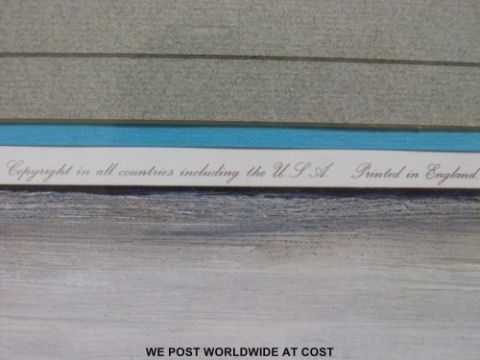 Copyright in all countries including the U.S.A. Printed in England.
WE POST WORLDWIDE AT COST